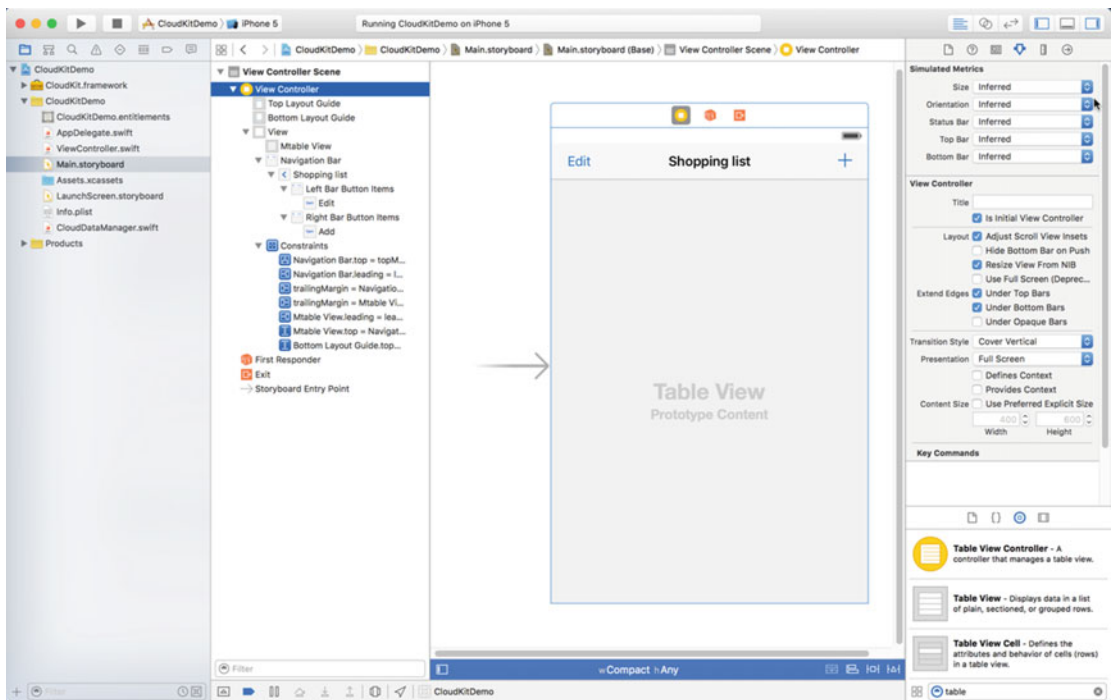 CloudKitDemo iPhone 5
Running CloudKitDemo on iPhone 5
CloudKitDemo CloudKitDemo Main.storyboard Main.storyboard (Base) View Controller Scene View Controller
CloudKitDemo
CloudKit.framework
CloudKitDemo
CloudKitDemo.entitlements
AppDelegate.swift
ViewController.swift
Main.storyboard
Assets.xcassets
LaunchScreen.storyboard
Info.plist
CloudDataManager.swift
Products
View Controller Scene
View Controller
Top Layout Guide
Bottom Layout Guide
View
Mtable View
Navigation Bar
Shopping list
Left Bar Button Items
Edit
Right Bar Button Items
Add
Constraints
Navigation Bar.top = topM...
Navigation Bar.leading = l...
trailingMargin = Navigatio...
trailingMargin = Mtable Vi...
Mtable View.leading = lea...
Mtable View.top = Navigat...
Bottom Layout Guide.top...
First Responder
Exit
Storyboard Entry Point
Edit Shopping list +
Table View
Prototype Content
Simulated Metrics
Size Inferred
Orientation Inferred
Status Bar Inferred
Top Bar Inferred
Bottom Bar Inferred
View Controller
Title
Is Initial View Controller
Layout Adjust Scroll View Insets
Hide Bottom Bar on Push
Resize View From NIB
Use Full Screen (Deprec...
Extend Edges Under Top Bars
Under Bottom Bars
Under Opaque Bars
Transition Style Cover Vertical
Presentation Full Screen
Defines Context
Provides Context
Content Size Use Preferred Explicit Size
400 600
Width Height
Key Commands
Table View Controller - A
controller that manages a table view.
Table View - Displays data in a list
of plain, sectioned, or grouped rows.
Table View Cell - Defines the
attributes and behavior of cells (rows)
in a table view.
Filter
wCompact hAny
Filter
CloudKitDemo
table